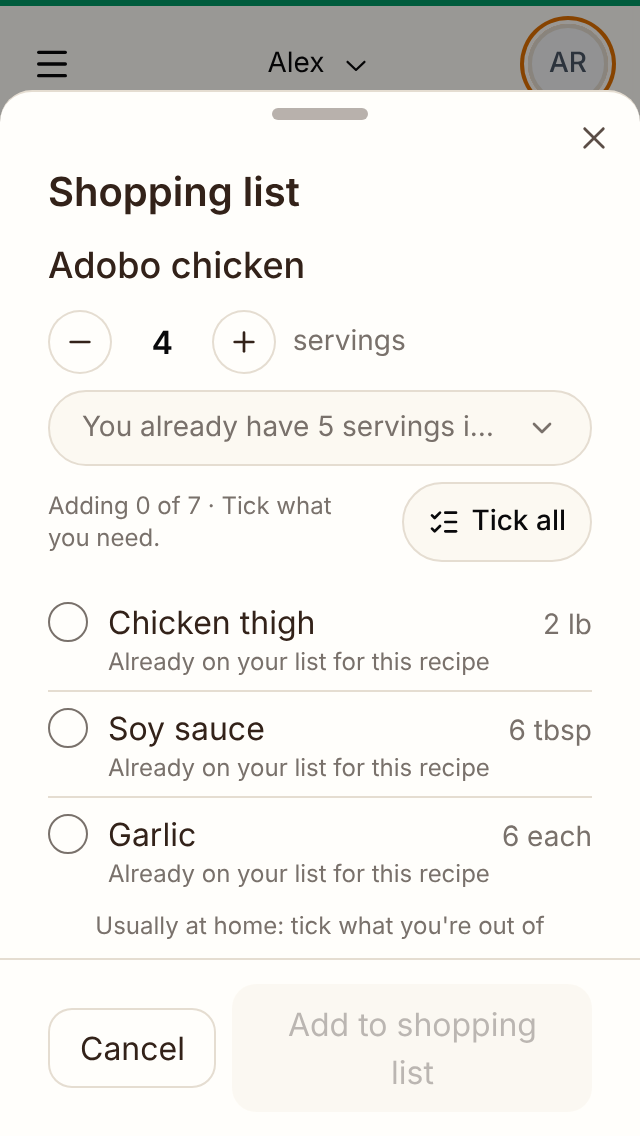 Alex
AR
Shopping list
Adobo chicken
4
servings
You already have 5 servings i...
Adding 0 of 7 · Tick what
you need.
Tick all
Chicken thigh
2 lb
Already on your list for this recipe
Soy sauce
6 tbsp
Already on your list for this recipe
Garlic
6 each
Already on your list for this recipe
Usually at home: tick what you're out of
Cancel
Add to shopping
list